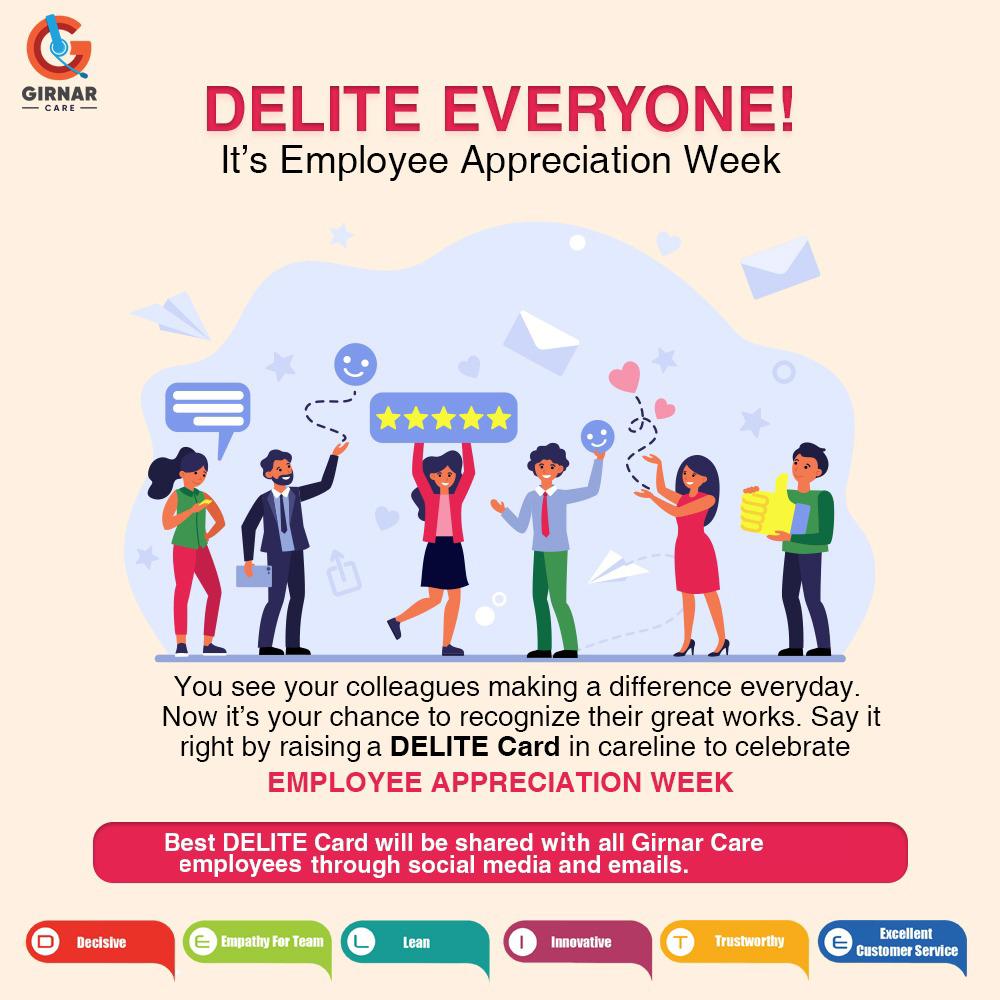 GIRNAR
CARE
DELITE EVERYONE!
It's Employee Appreciation Week
You see your colleagues making a difference everyday.
Now it's your chance to recognize their great works. Say it
right by raising a DELITE Card in careline to celebrate
EMPLOYEE APPRECIATION WEEK
Best DELITE Card will be shared with all Girnar Care
employees through social media and emails.
D Decisive
E Empathy For Team
L Lean
I Innovative
T Trustworthy
E Excellent
Customer Service